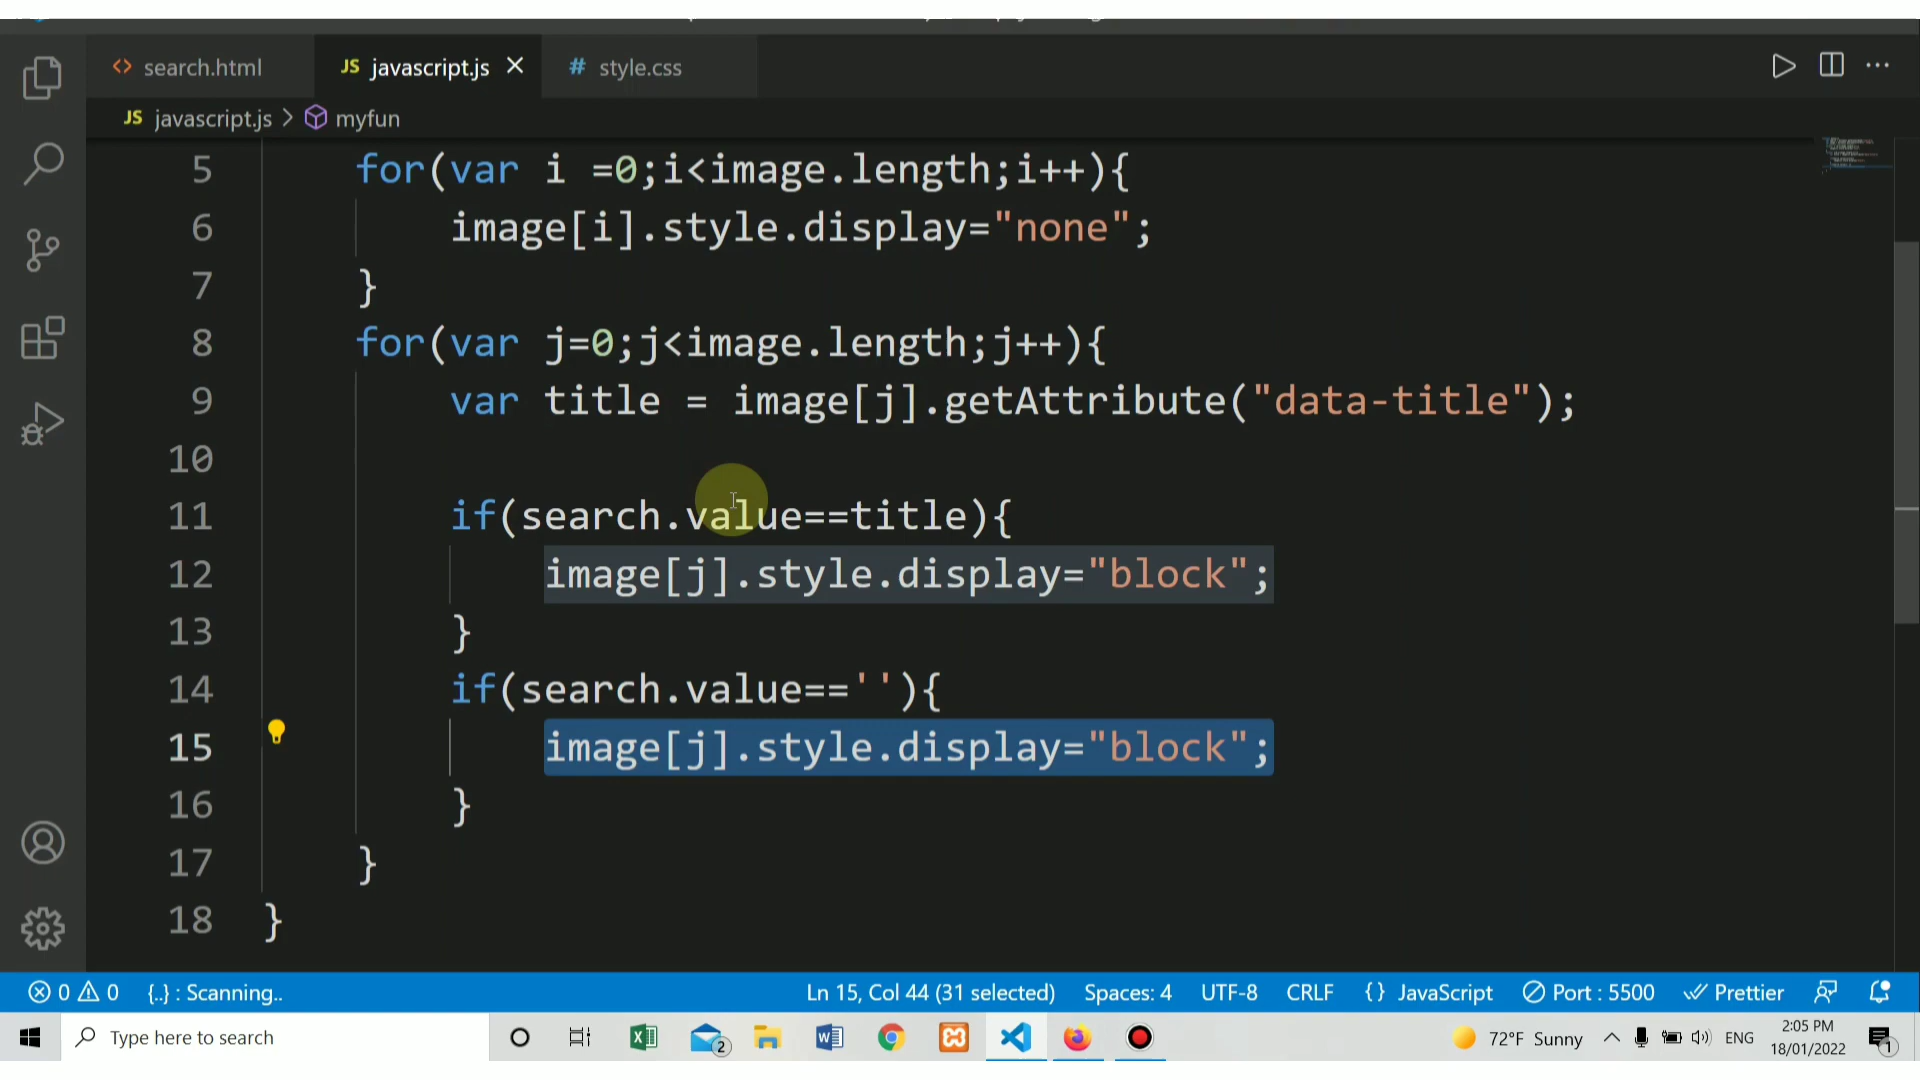 search.html
JS javascript.js
# style.css
JS javascript.js > myfun
5 for(var i =0;i<image.length;i++){
6 image[i].style.display="none";
7 }
8 for(var j=0;j<image.length;j++){
9 var title = image[j].getAttribute("data-title");
10
11 if(search.value==title){
12 image[j].style.display="block";
13 }
14 if(search.value==''){
15 image[j].style.display="block";
16 }
17 }
18 }
0 0 {..} : Scanning.. Ln 15, Col 44 (31 selected) Spaces: 4 UTF-8 CRLF {} JavaScript Port : 5500 Prettier
Type here to search
2
72°F Sunny
ENG
2:05 PM
18/01/2022
1